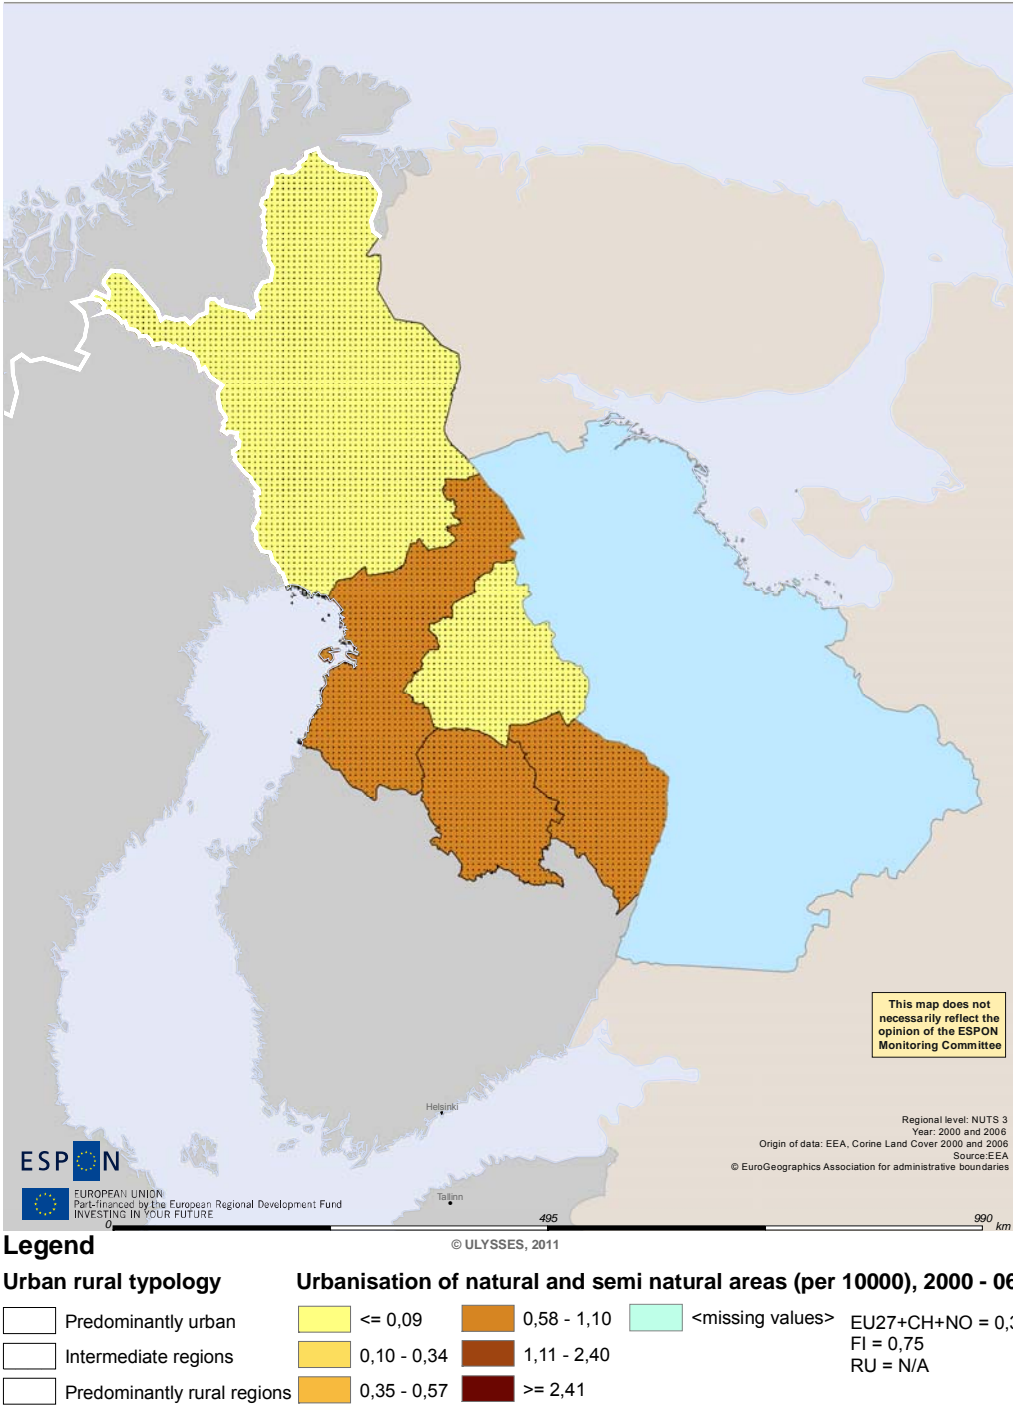 This map does not
necessarily reflect the
opinion of the ESPON
Monitoring Committee
Helsinki
Regional level: NUTS 3
Year: 2000 and 2006
Origin of data: EEA, Corine Land Cover 2000 and 2006
Source:EEA
© EuroGeographics Association for administrative boundaries
ESPON
EUROPEAN UNION
Part-financed by the European Regional Development Fund
INVESTING IN YOUR FUTURE
Tallinn
0 495 990 km
© ULYSSES, 2011
Legend
Urban rural typology
Predominantly urban
Intermediate regions
Predominantly rural regions
Urbanisation of natural and semi natural areas (per 10000), 2000 - 06
<= 0,09
0,10 - 0,34
0,35 - 0,57
0,58 - 1,10
1,11 - 2,40
>= 2,41
<missing values>
EU27+CH+NO = 0,3
FI = 0,75
RU = N/A